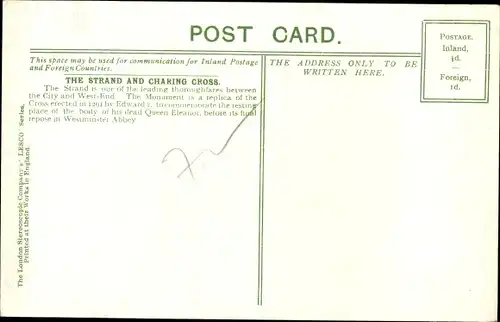 POST CARD.
This space may be used for communication for Inland Postage
and Foreign Countries.
THE STRAND AND CHARING CROSS.
The Strand is one of the leading thoroughfares between
the City and West-End. The Monument is a replica of the
Cross erected in 1291 by Edward I, to commemorate the resting
place of the body of his dead Queen Eleanor, before its final
repose in Westminster Abbey
THE ADDRESS ONLY TO BE
WRITTEN HERE.
POSTAGE.
Inland,
½d.
—
Foreign,
1d.
The London Stereoscopic Company's "LESCO" Series.
Printed at their Works in England.